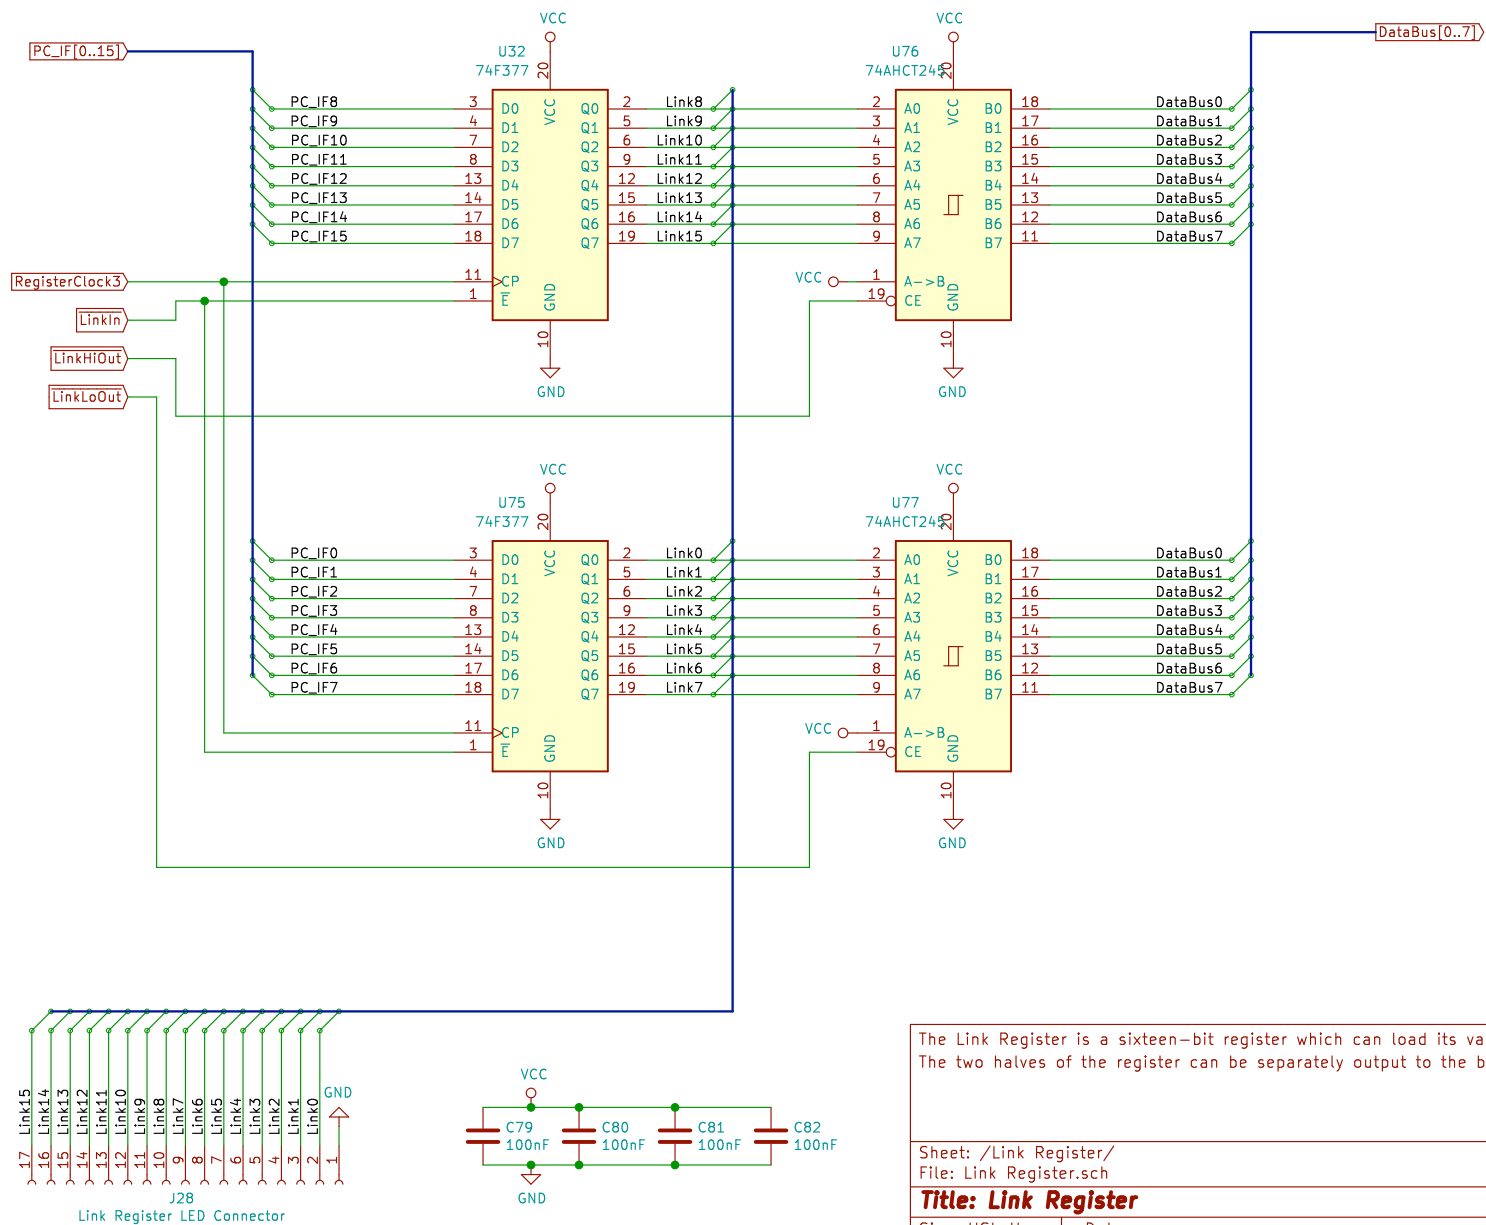 PC_IF[0..15]
DataBus[0..7]
VCC
U32
74F377
20
PC_IF8 3 D0 VCC Q0 2 Link8
PC_IF9 4 D1 Q1 5 Link9
PC_IF10 7 D2 Q2 6 Link10
PC_IF11 8 D3 Q3 9 Link11
PC_IF12 13 D4 Q4 12 Link12
PC_IF13 14 D5 Q5 15 Link13
PC_IF14 17 D6 Q6 16 Link14
PC_IF15 18 D7 Q7 19 Link15
RegisterClock3 11 CP
LinkIn 1 E GND
LinkHiOut
LinkLoOut
10
GND
VCC
U76
74AHCT245
20
2 A0 VCC B0 18 DataBus0
3 A1 B1 17 DataBus1
4 A2 B2 16 DataBus2
5 A3 B3 15 DataBus3
6 A4 B4 14 DataBus4
7 A5 B5 13 DataBus5
8 A6 B6 12 DataBus6
9 A7 B7 11 DataBus7
VCC 1 A->B
19 CE GND
10
GND
VCC
U75
74F377
20
PC_IF0 3 D0 VCC Q0 2 Link0
PC_IF1 4 D1 Q1 5 Link1
PC_IF2 7 D2 Q2 6 Link2
PC_IF3 8 D3 Q3 9 Link3
PC_IF4 13 D4 Q4 12 Link4
PC_IF5 14 D5 Q5 15 Link5
PC_IF6 17 D6 Q6 16 Link6
PC_IF7 18 D7 Q7 19 Link7
11 CP
1 E GND
10
GND
VCC
U77
74AHCT245
20
2 A0 VCC B0 18 DataBus0
3 A1 B1 17 DataBus1
4 A2 B2 16 DataBus2
5 A3 B3 15 DataBus3
6 A4 B4 14 DataBus4
7 A5 B5 13 DataBus5
8 A6 B6 12 DataBus6
9 A7 B7 11 DataBus7
VCC 1 A->B
19 CE GND
10
GND
Link15 17
Link14 16
Link13 15
Link12 14
Link11 13
Link10 12
Link9 11
Link8 10
Link7 9
Link6 8
Link5 7
Link4 6
Link3 5
Link2 4
Link1 3
Link0 2
GND 1
J28
Link Register LED Connector
VCC
C79 C80 C81 C82
100nF 100nF 100nF 100nF
GND
The Link Register is a sixteen-bit register which can load its va
The two halves of the register can be separately output to the b
Sheet: /Link Register/
File: Link Register.sch
Title: Link Register